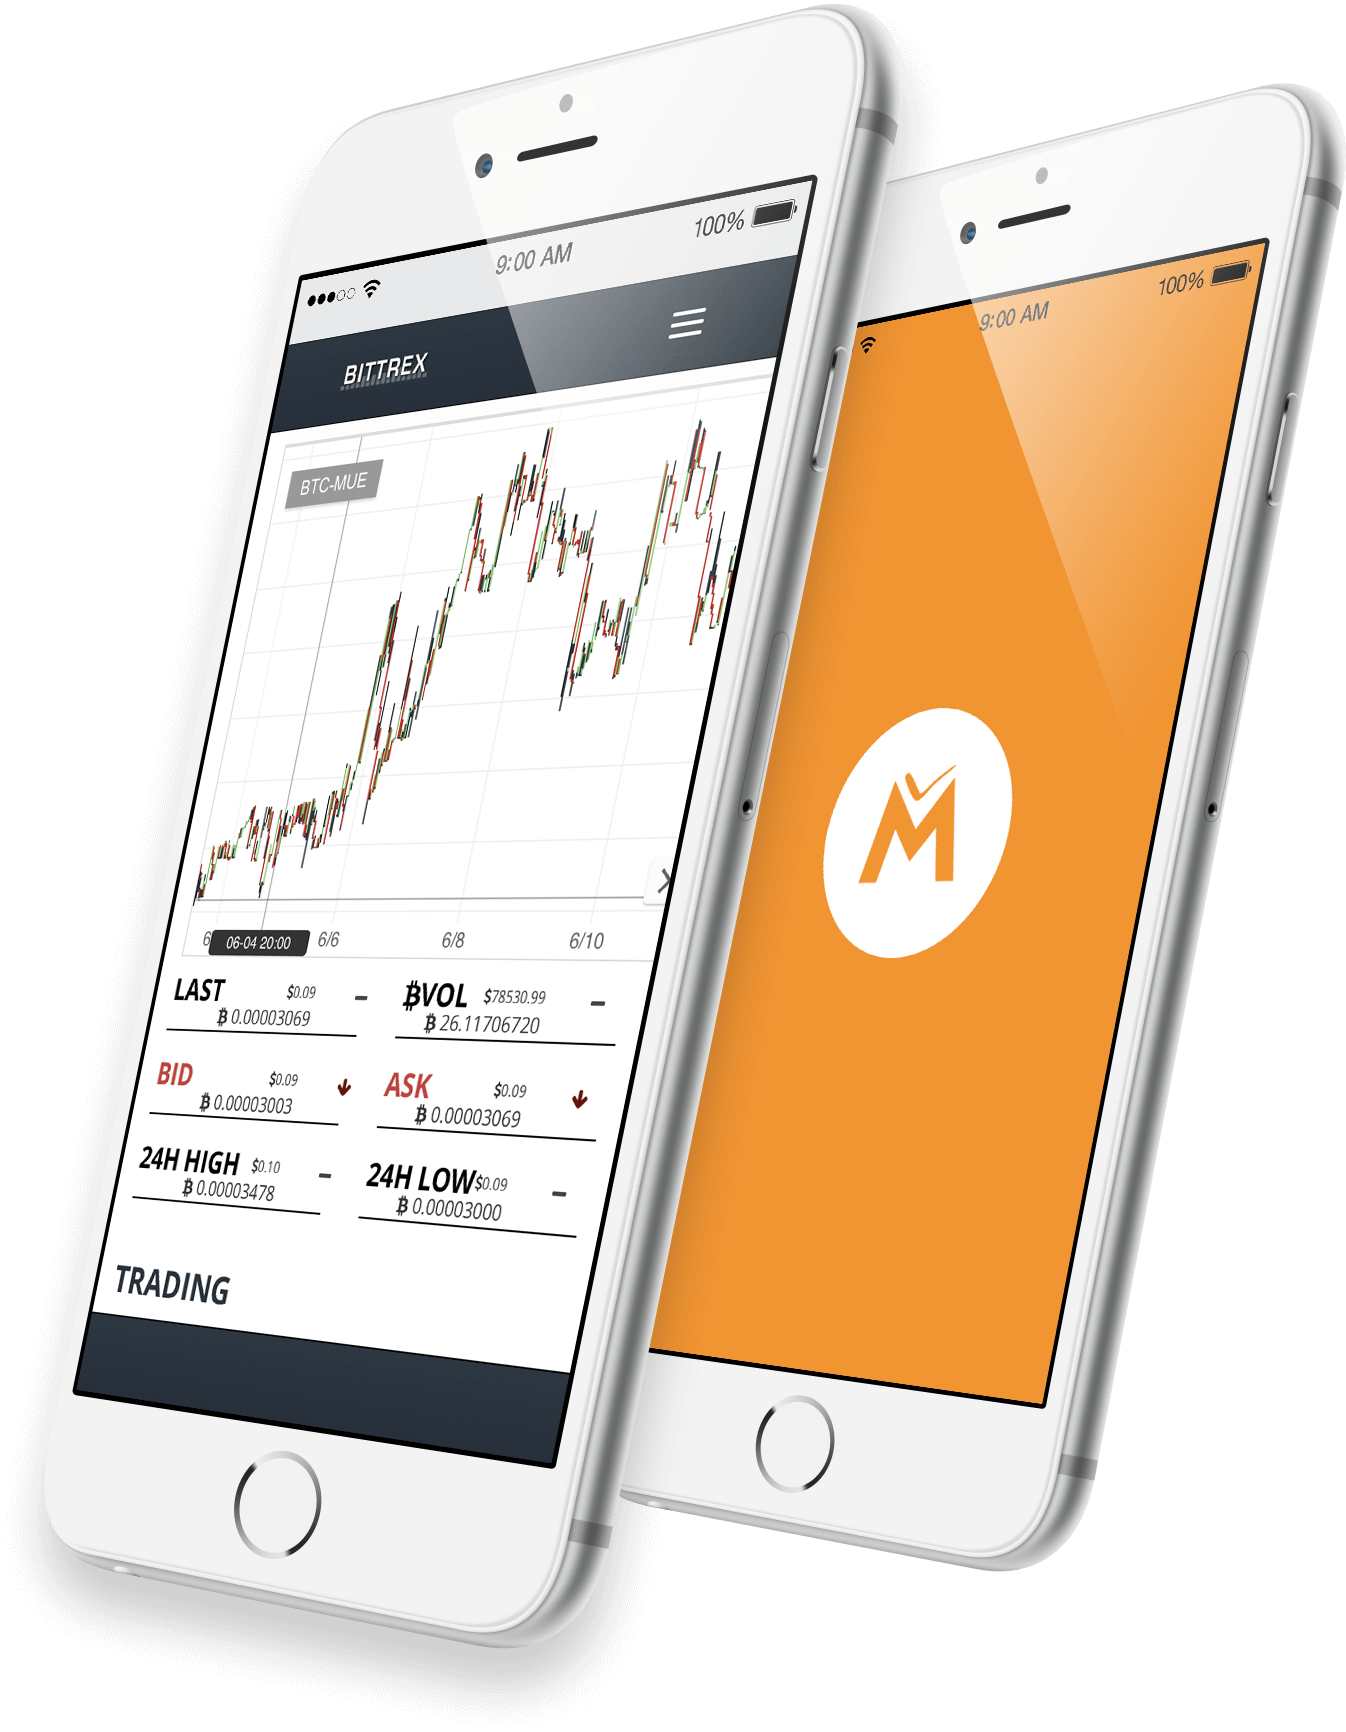 9:00 AM
100%
BITTREX
BTC-MUE
06-04 20:00
6/6
6/8
6/10
LAST $0.09 –
฿ 0.00003069
฿VOL $78530.99 –
฿ 26.11706720
BID $0.09
฿ 0.00003003
ASK $0.09
฿ 0.00003069
24H HIGH $0.10 –
฿ 0.00003478
24H LOW $0.09 –
฿ 0.00003000
TRADING
9:00 AM
100%
M